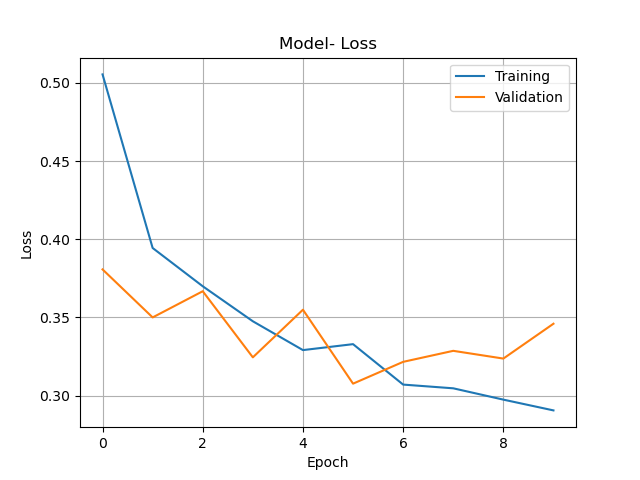 Model- Loss
Training
Validation
0.50
0.45
0.40
0.35
0.30
Loss
0 2 4 6 8
Epoch